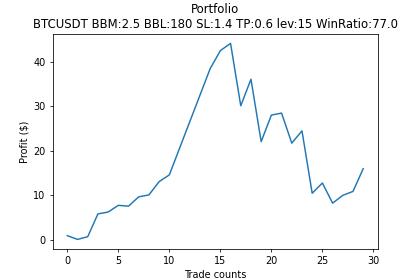 Portfolio
BTCUSDT BBM:2.5 BBL:180 SL:1.4 TP:0.6 lev:15 WinRatio:77.0
Profit ($)
40
30
20
10
0
0 5 10 15 20 25 30
Trade counts